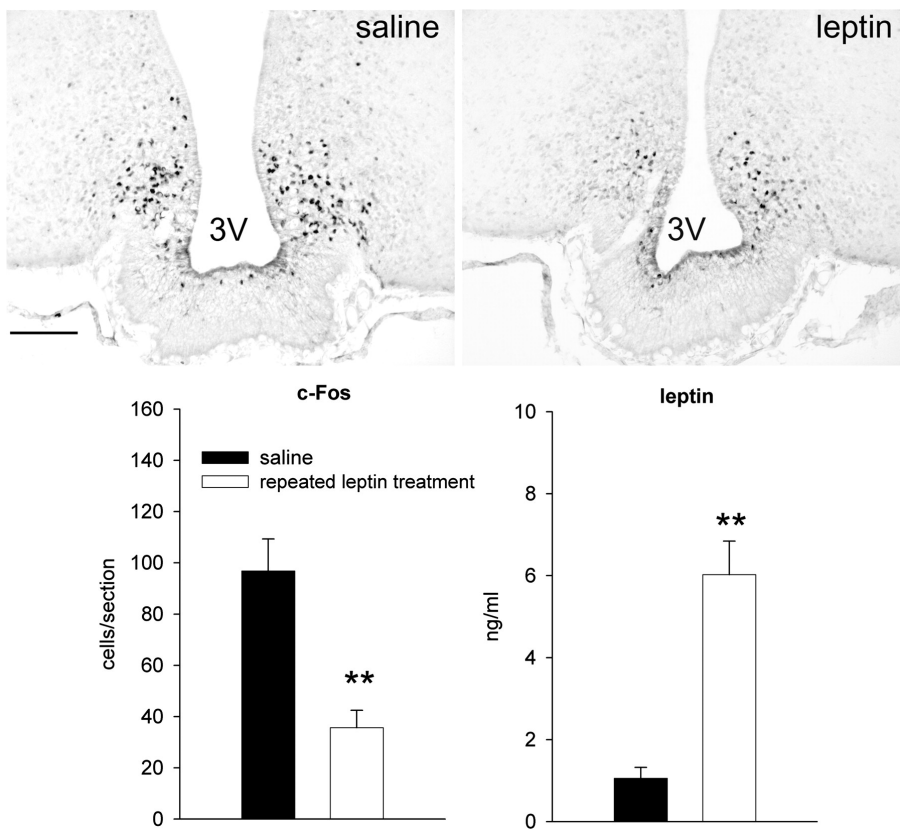 saline
leptin
3V
3V
c-Fos
leptin
160
140
120
100
80
60
40
20
0
cells/section
saline
repeated leptin treatment
**
10
8
6
4
2
0
ng/ml
**